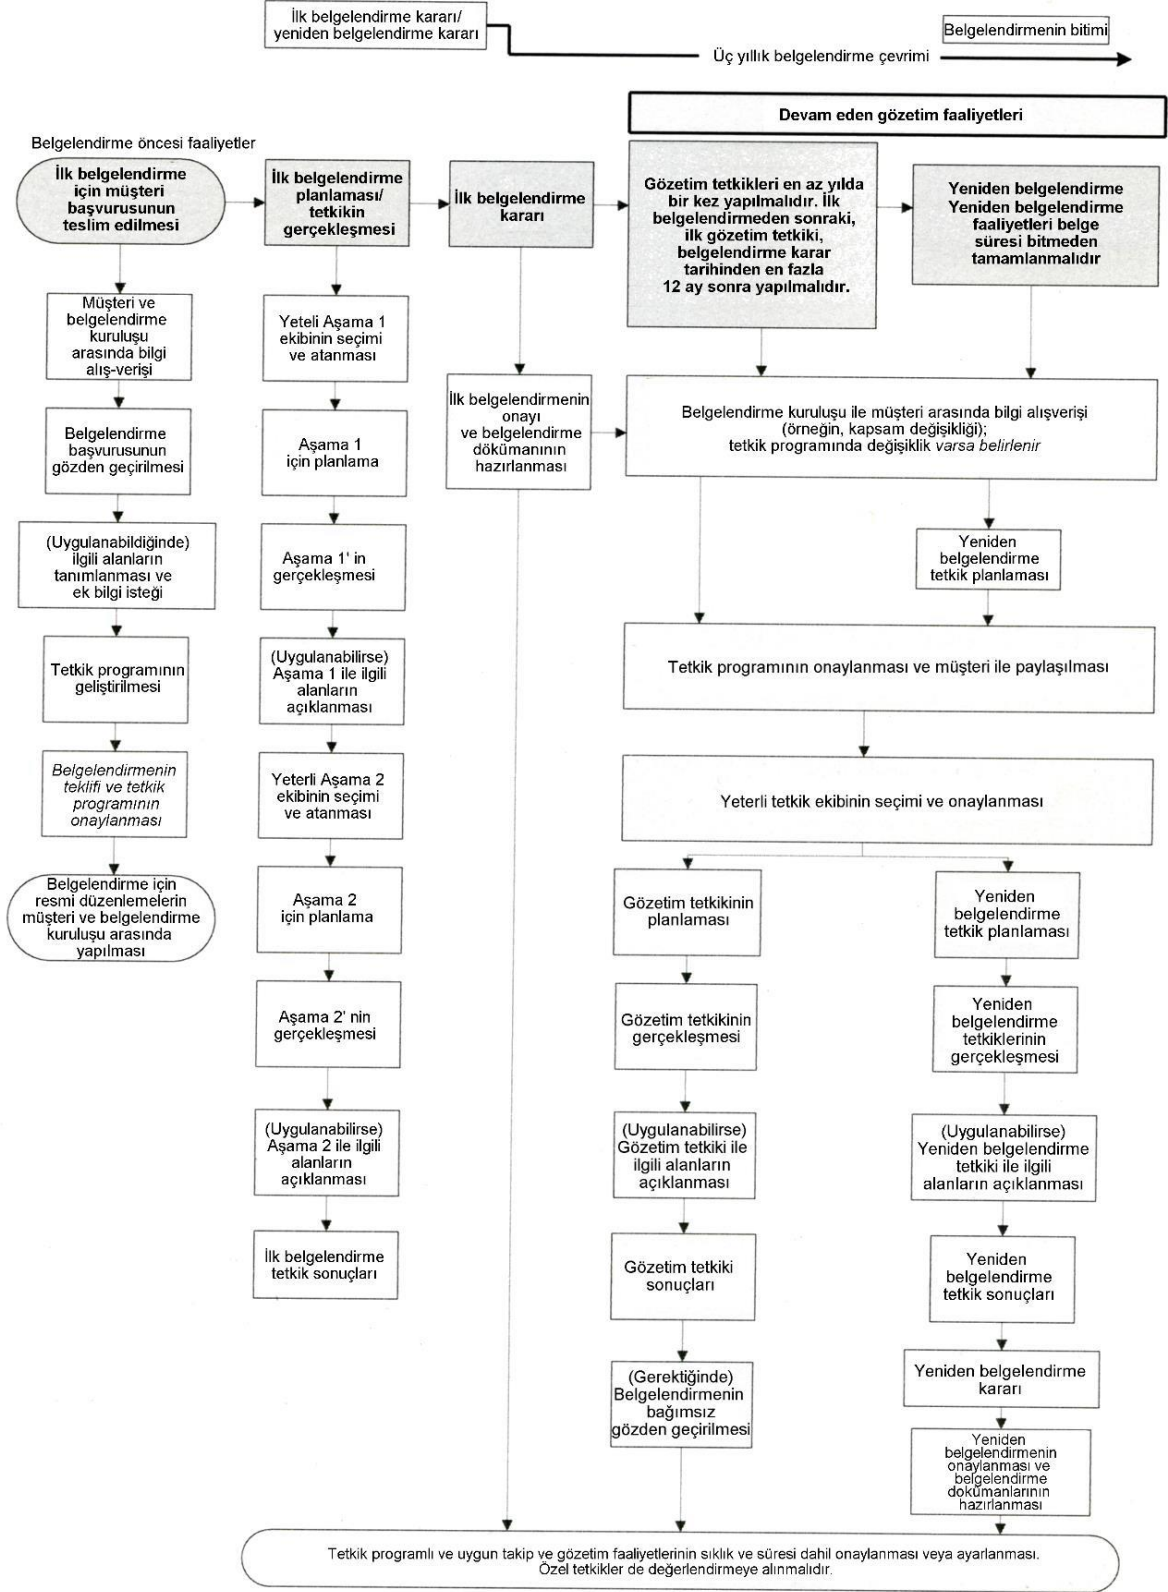 İlk belgelendirme kararı/
yeniden belgelendirme kararı
Belgelendirmenin bitimi
Üç yıllık belgelendirme çevrimi
Devam eden gözetim faaliyetleri
Belgelendirme öncesi faaliyetler
İlk belgelendirme
için müşteri
başvurusunun
teslim edilmesi
İlk belgelendirme
planlaması/
tetkikin
gerçekleşmesi
İlk belgelendirme
kararı
Gözetim tetkikleri en az yılda
bir kez yapılmalıdır. İlk
belgelendirmeden sonraki,
ilk gözetim tetkiki,
belgelendirme karar
tarihinden en fazla
12 ay sonra yapılmalıdır.
Yeniden belgelendirme
Yeniden belgelendirme
faaliyetleri belge
süresi bitmeden
tamamlanmalıdır
Müşteri ve
belgelendirme
kuruluşu
arasında bilgi
alış-verişi
Belgelendirme
başvurusunun
gözden geçirilmesi
(Uygulanabildiğinde)
ilgili alanların
tanımlanması ve
ek bilgi isteği
Tetkik programının
geliştirilmesi
Belgelendirmenin
teklifi ve tetkik
programının
onaylanması
Belgelendirme için
resmi düzenlemelerin
müşteri ve belgelendirme
kuruluşu arasında
yapılması
Yeteli Aşama 1
ekibinin seçimi
ve atanması
Aşama 1
için planlama
Aşama 1' in
gerçekleşmesi
(Uygulanabilirse)
Aşama 1 ile ilgili
alanların
açıklanması
Yeterli Aşama 2
ekibinin seçimi
ve atanması
Aşama 2
için planlama
Aşama 2' nin
gerçekleşmesi
(Uygulanabilirse)
Aşama 2 ile ilgili
alanların
açıklanması
İlk belgelendirme
tetkik sonuçları
İlk belgelendirmenin
onayı
ve belgelendirme
dökümanının
hazırlanması
Belgelendirme kuruluşu ile müşteri arasında bilgi alışverişi
(örneğin, kapsam değişikliği);
tetkik programında değişiklik varsa belirlenir
Yeniden
belgelendirme
tetkik planlaması
Tetkik programının onaylanması ve müşteri ile paylaşılması
Yeterli tetkik ekibinin seçimi ve onaylanması
Gözetim tetkikinin
planlaması
Gözetim tetkikinin
gerçekleşmesi
(Uygulanabilirse)
Gözetim tetkiki ile
ilgili alanların
açıklanması
Gözetim tetkiki
sonuçları
(Gerektiğinde)
Belgelendirmenin
bağımsız
gözden geçirilmesi
Yeniden
belgelendirme
tetkik planlaması
Yeniden
belgelendirme
tetkiklerinin
gerçekleşmesi
(Uygulanabilirse)
Yeniden belgelendirme
tetkiki ile ilgili
alanların açıklanması
Yeniden
belgelendirme
tetkik sonuçları
Yeniden belgelendirme
kararı
Yeniden
belgelendirmenin
onaylanması ve
belgelendirme
dokümanlarının
hazırlanması
Tetkik programlı ve uygun takip ve gözetim faaliyetlerinin sıklık ve süresi dahil onaylanması veya ayarlanması.
Özel tetkikler de değerlendirmeye alınmalıdır.